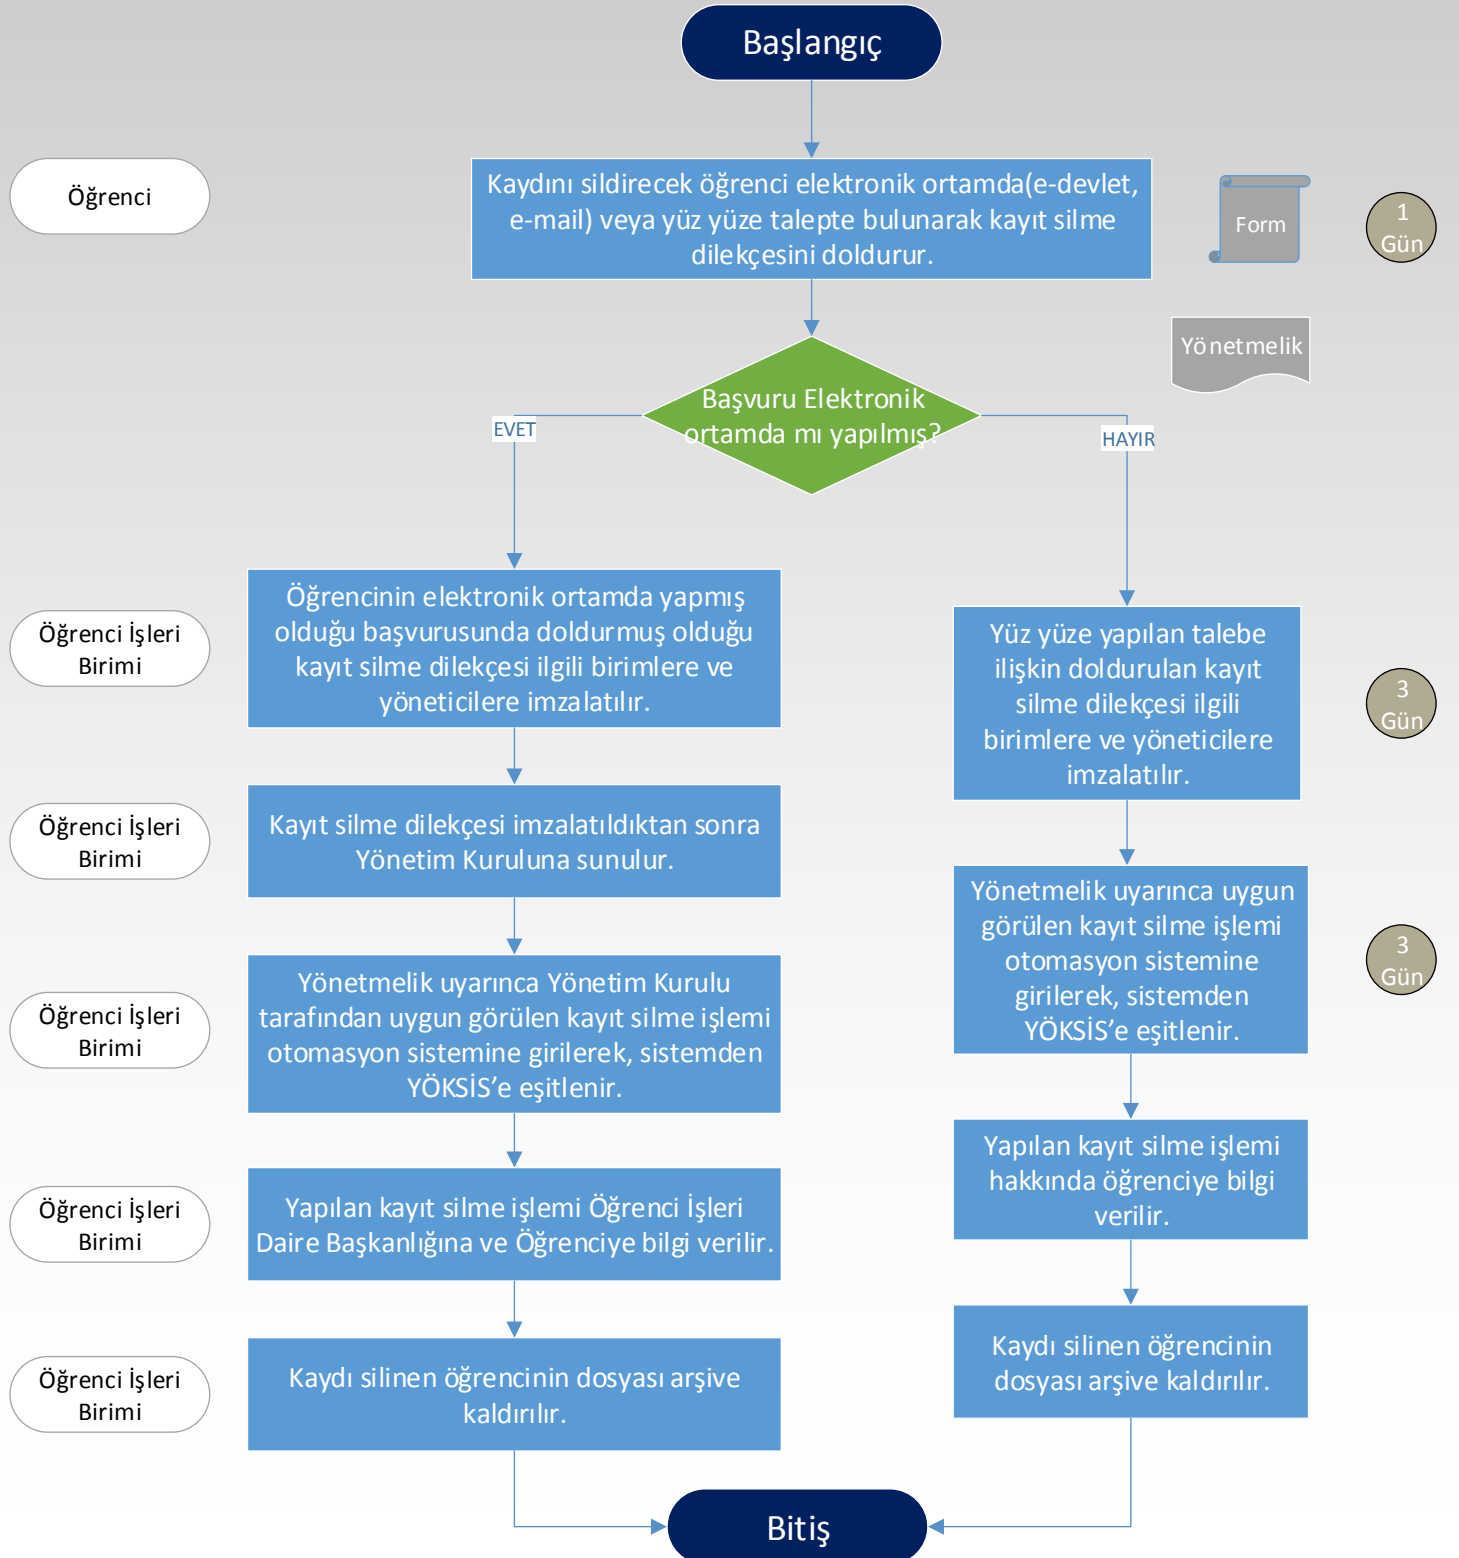 Başlangıç
Öğrenci
Kaydını sildirecek öğrenci elektronik ortamda(e-devlet,
e-mail) veya yüz yüze talepte bulunarak kayıt silme
dilekçesini doldurur.
Form
1
Gün
Yönetmelik
Başvuru Elektronik
ortamda mı yapılmış?
EVET
HAYIR
Öğrenci İşleri
Birimi
Öğrencinin elektronik ortamda yapmış
olduğu başvurusunda doldurmuş olduğu
kayıt silme dilekçesi ilgili birimlere ve
yöneticilere imzalatılır.
Yüz yüze yapılan talebe
ilişkin doldurulan kayıt
silme dilekçesi ilgili
birimlere ve yöneticilere
imzalatılır.
3
Gün
Öğrenci İşleri
Birimi
Kayıt silme dilekçesi imzalatıldıktan sonra
Yönetim Kuruluna sunulur.
Yönetmelik uyarınca uygun
görülen kayıt silme işlemi
otomasyon sistemine
girilerek, sistemden
YÖKSİS’e eşitlenir.
3
Gün
Öğrenci İşleri
Birimi
Yönetmelik uyarınca Yönetim Kurulu
tarafından uygun görülen kayıt silme işlemi
otomasyon sistemine girilerek, sistemden
YÖKSİS’e eşitlenir.
Yapılan kayıt silme işlemi
hakkında öğrenciye bilgi
verilir.
Öğrenci İşleri
Birimi
Yapılan kayıt silme işlemi Öğrenci İşleri
Daire Başkanlığına ve Öğrenciye bilgi verilir.
Kaydı silinen öğrencinin
dosyası arşive kaldırılır.
Öğrenci İşleri
Birimi
Kaydı silinen öğrencinin dosyası arşive
kaldırılır.
Bitiş